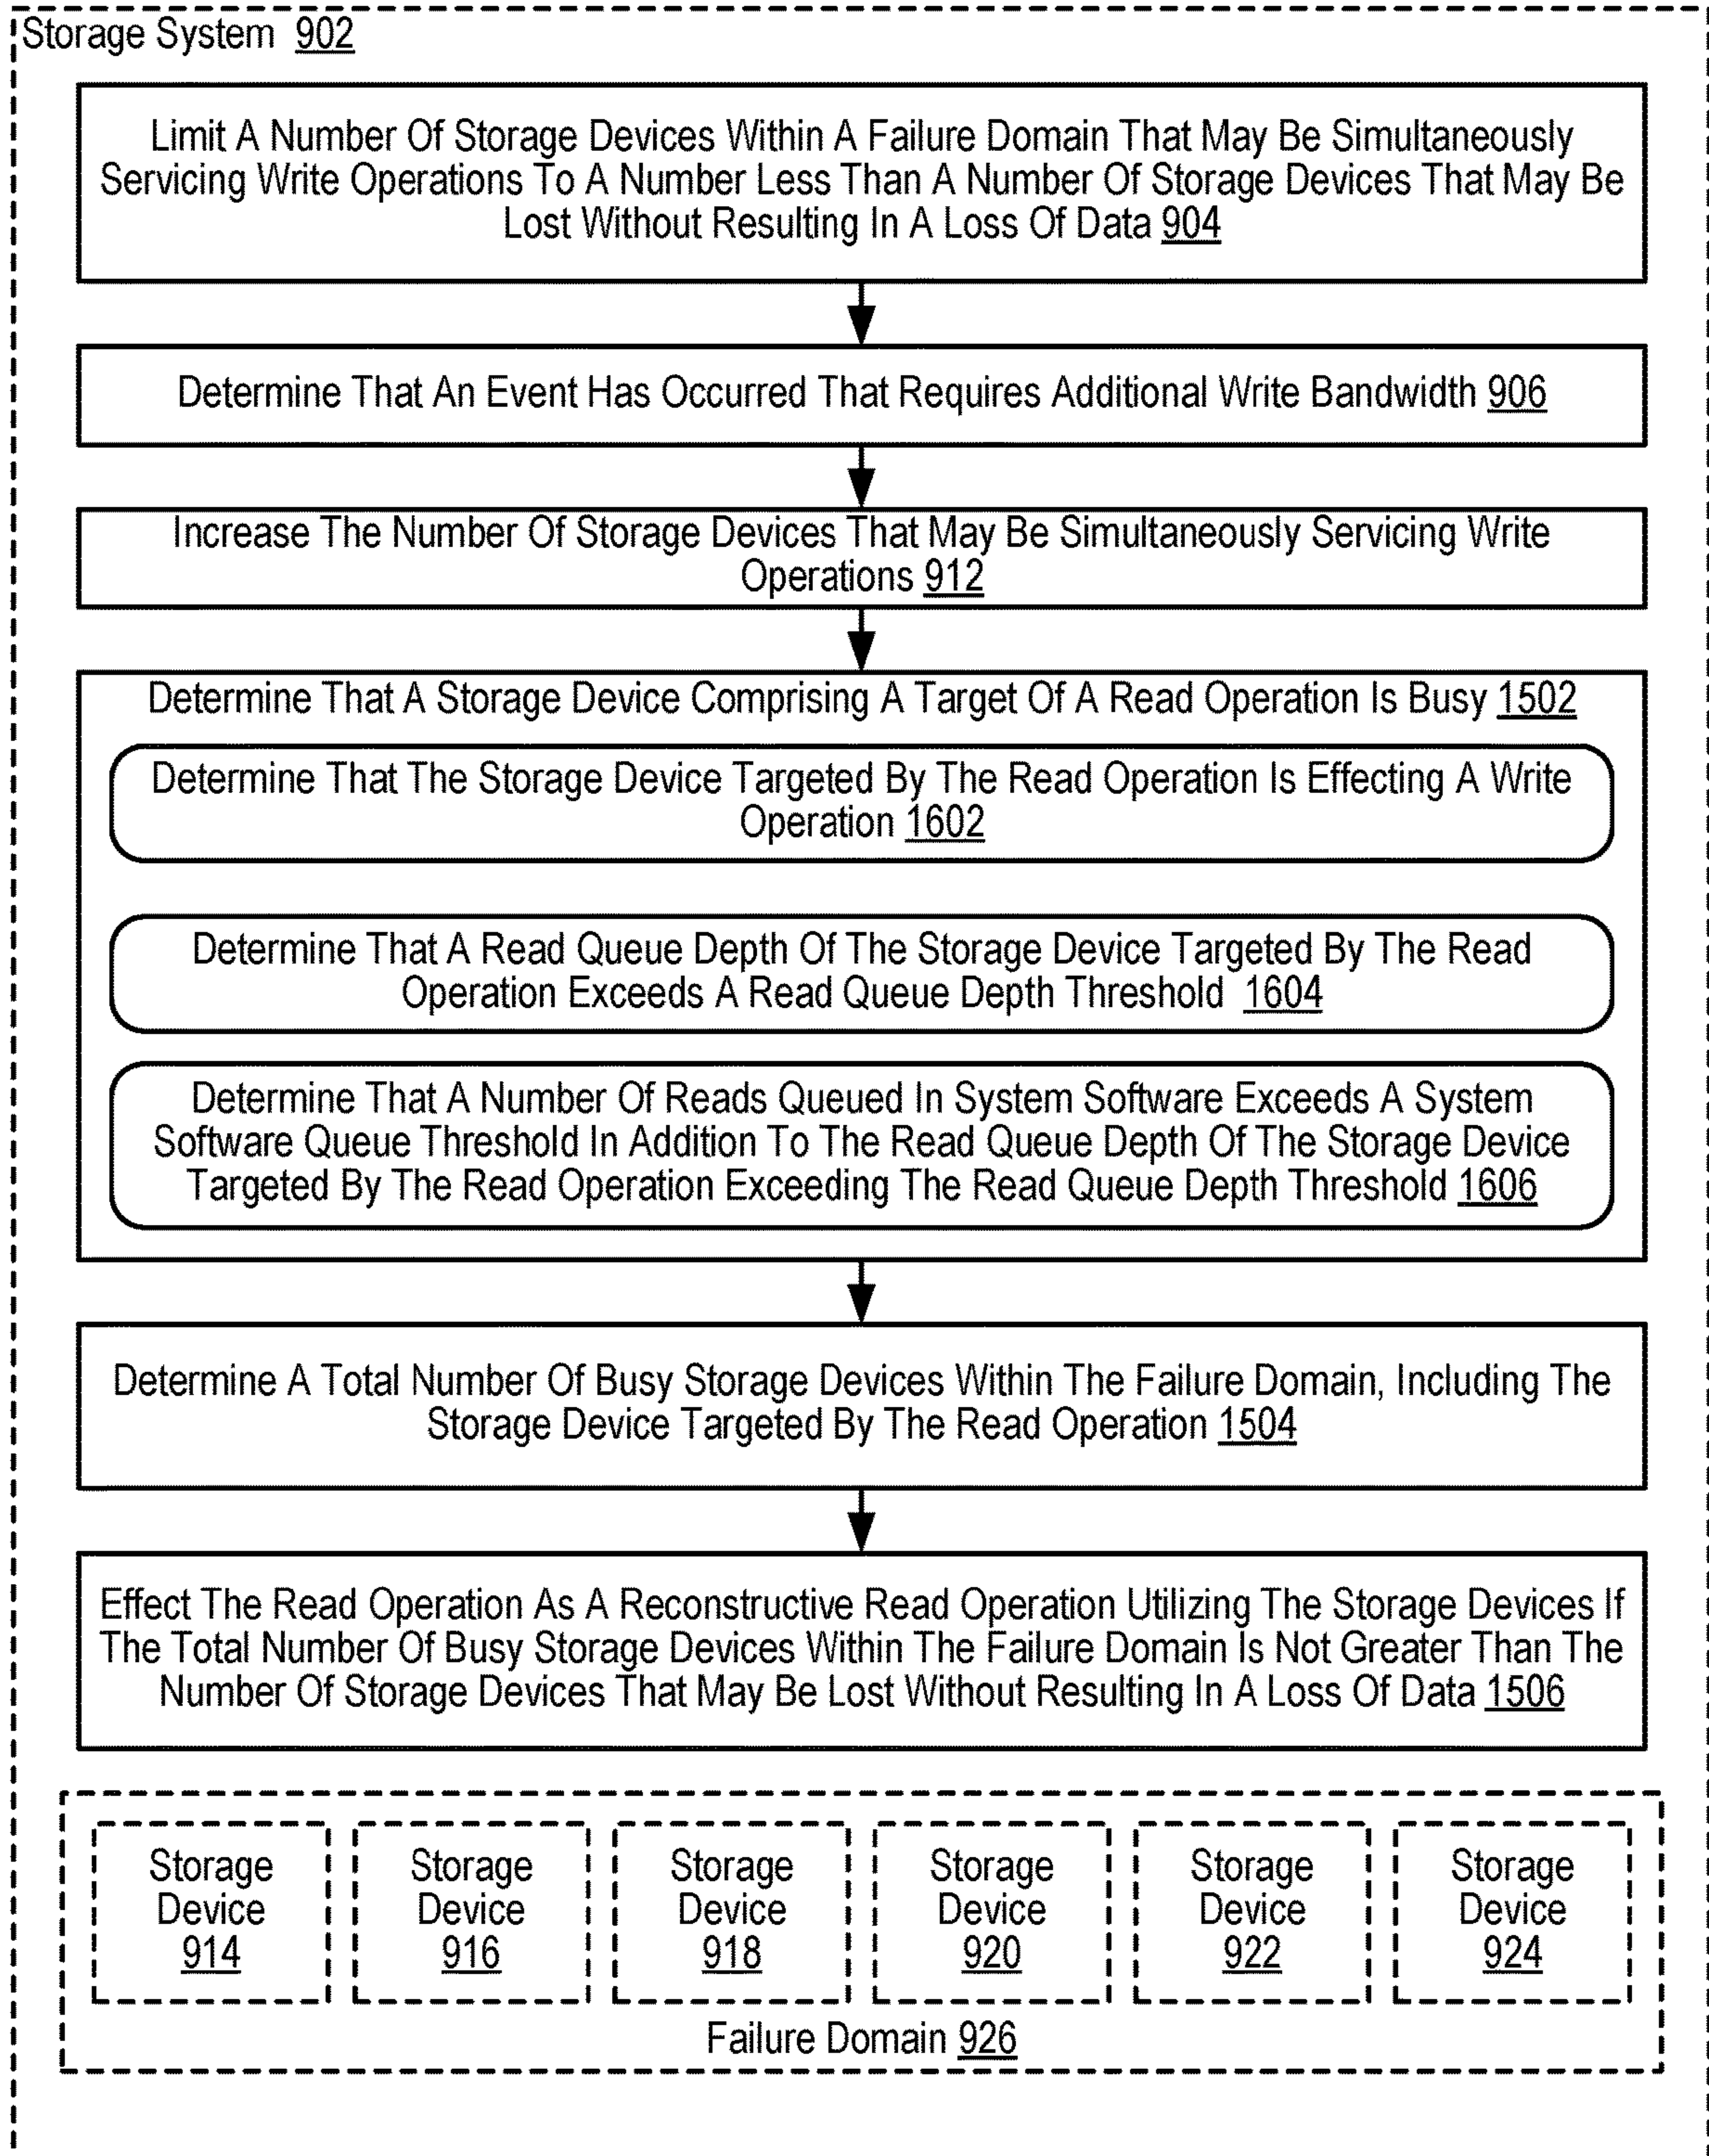 Storage System 902
Limit A Number Of Storage Devices Within A Failure Domain That May Be Simultaneously
Servicing Write Operations To A Number Less Than A Number Of Storage Devices That May Be
Lost Without Resulting In A Loss Of Data 904
Determine That An Event Has Occurred That Requires Additional Write Bandwidth 906
Increase The Number Of Storage Devices That May Be Simultaneously Servicing Write
Operations 912
Determine That A Storage Device Comprising A Target Of A Read Operation Is Busy 1502
Determine That The Storage Device Targeted By The Read Operation Is Effecting A Write
Operation 1602
Determine That A Read Queue Depth Of The Storage Device Targeted By The Read
Operation Exceeds A Read Queue Depth Threshold 1604
Determine That A Number Of Reads Queued In System Software Exceeds A System
Software Queue Threshold In Addition To The Read Queue Depth Of The Storage Device
Targeted By The Read Operation Exceeding The Read Queue Depth Threshold 1606
Determine A Total Number Of Busy Storage Devices Within The Failure Domain, Including The
Storage Device Targeted By The Read Operation 1504
Effect The Read Operation As A Reconstructive Read Operation Utilizing The Storage Devices If
The Total Number Of Busy Storage Devices Within The Failure Domain Is Not Greater Than The
Number Of Storage Devices That May Be Lost Without Resulting In A Loss Of Data 1506
Storage
Device
914
Storage
Device
916
Storage
Device
918
Storage
Device
920
Storage
Device
922
Storage
Device
924
Failure Domain 926